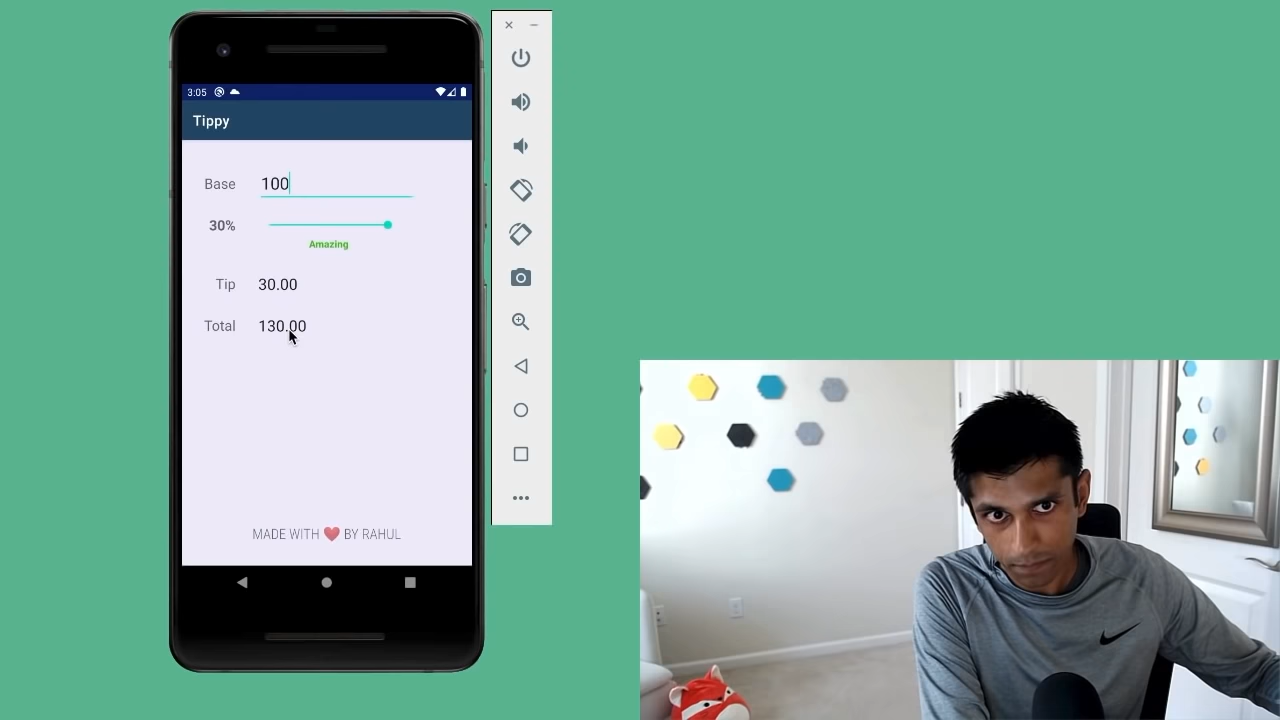 3:05
Tippy
Base 100
30%
Amazing
Tip 30.00
Total 130.00
MADE WITH ❤️ BY RAHUL